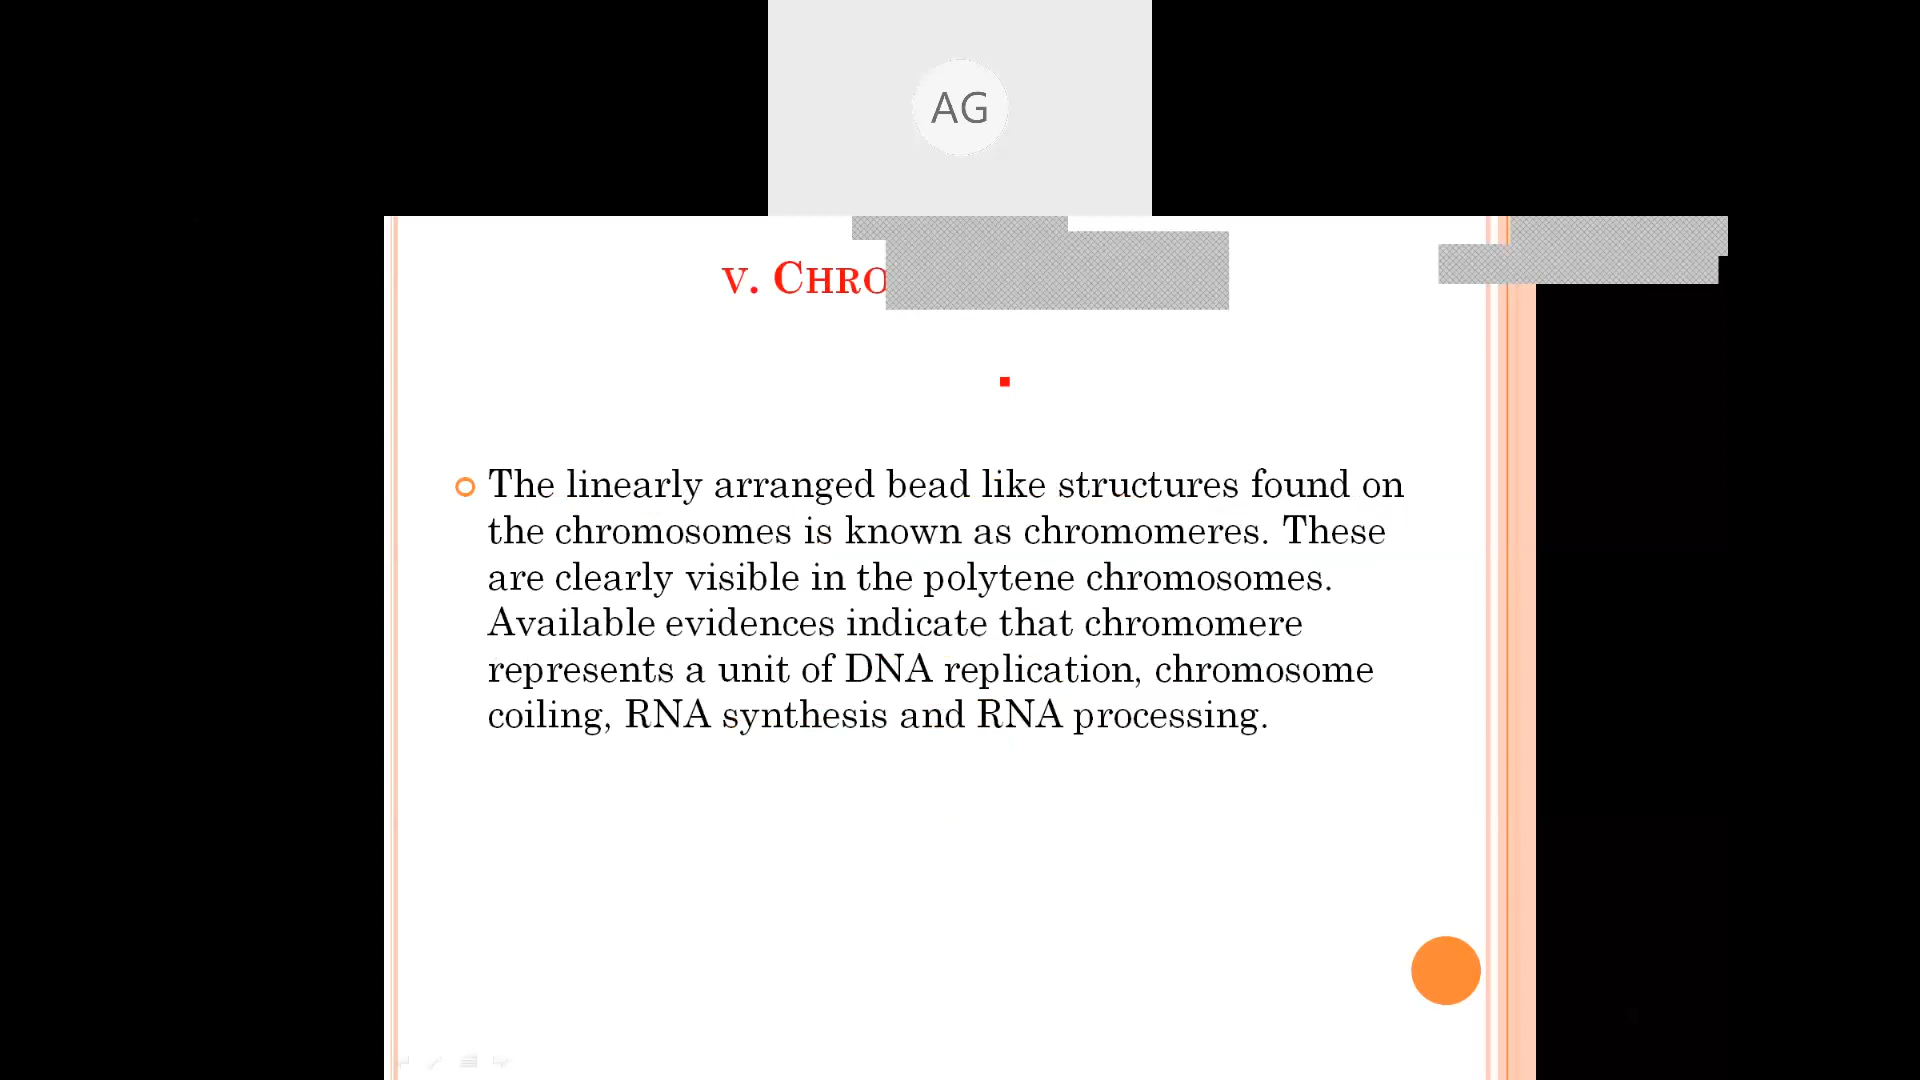 AG
V. CHRO
The linearly arranged bead like structures found on
the chromosomes is known as chromomeres. These
are clearly visible in the polytene chromosomes.
Available evidences indicate that chromomere
represents a unit of DNA replication, chromosome
coiling, RNA synthesis and RNA processing.